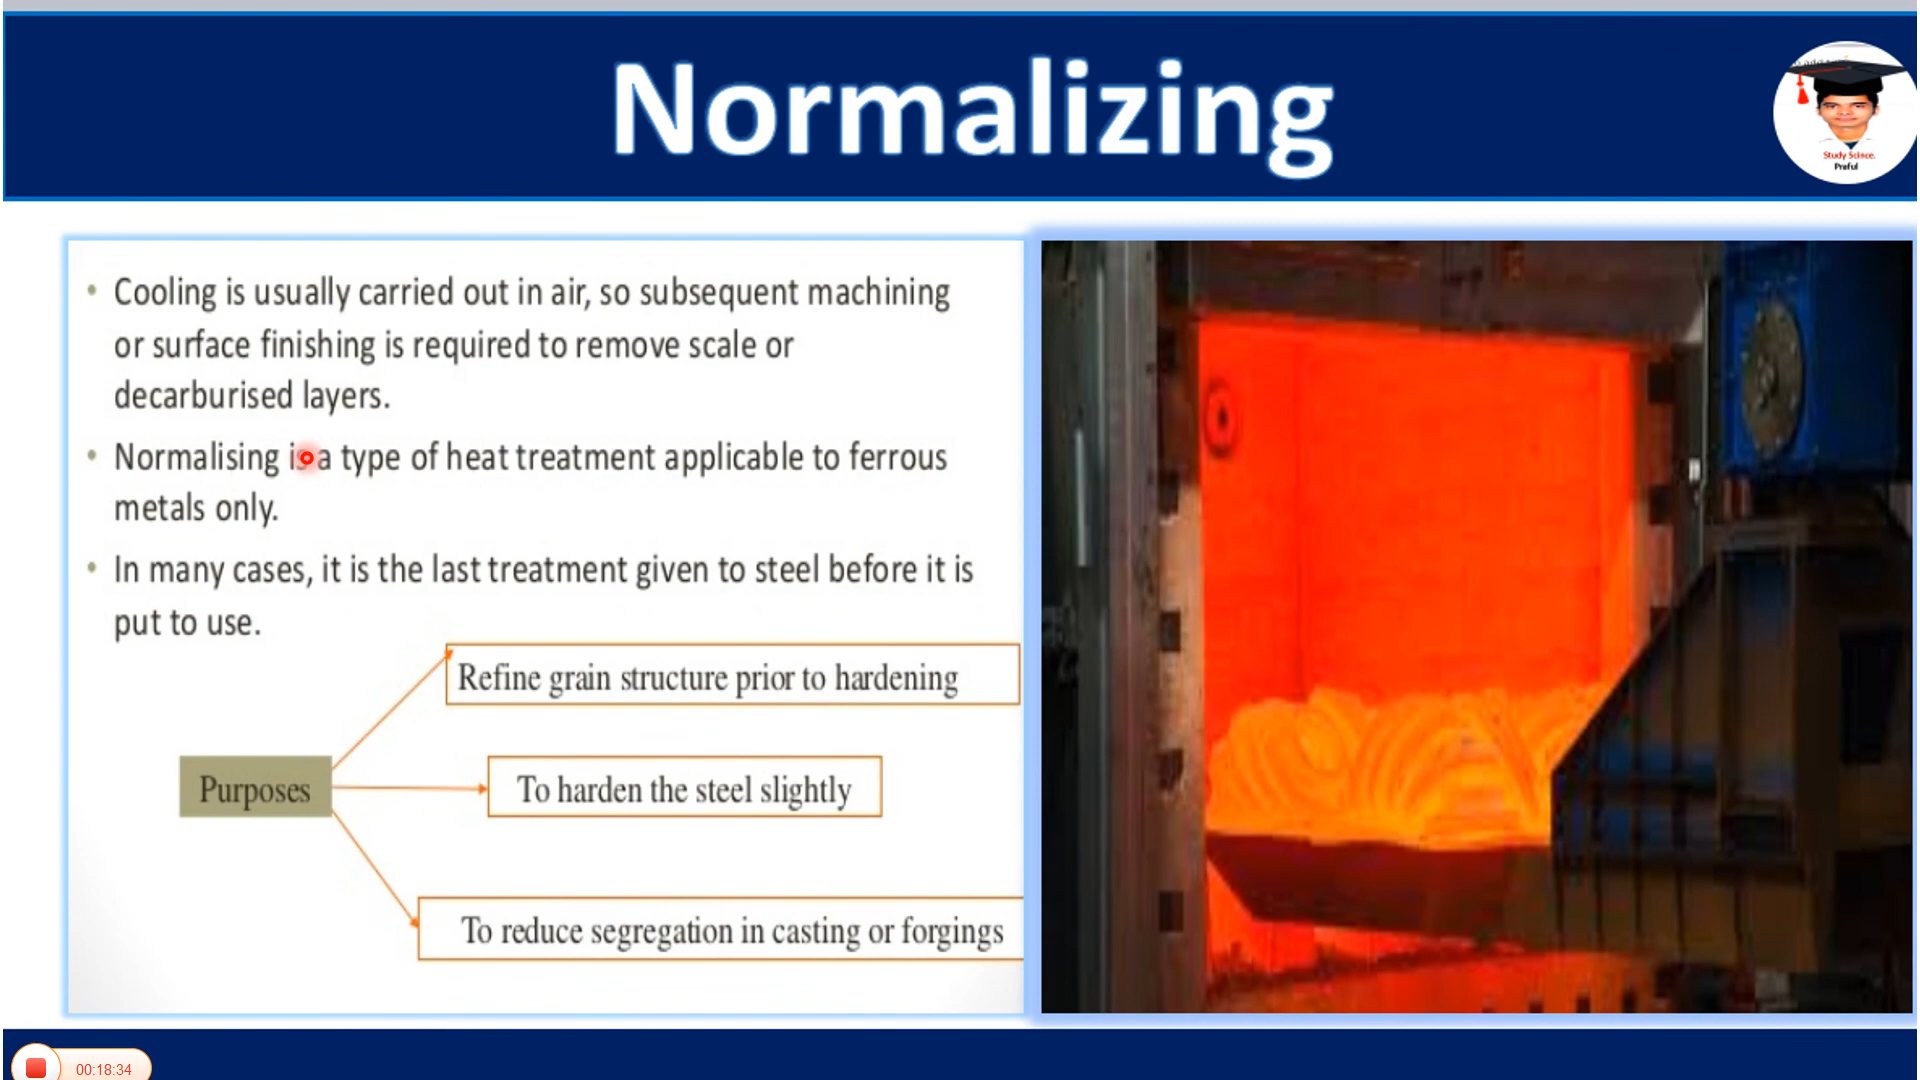 Normalizing
Study Scince.
Preful
• Cooling is usually carried out in air, so subsequent machining
or surface finishing is required to remove scale or
decarburised layers.
• Normalising is a type of heat treatment applicable to ferrous
metals only.
• In many cases, it is the last treatment given to steel before it is
put to use.
Refine grain structure prior to hardening
Purposes
To harden the steel slightly
To reduce segregation in casting or forgings
00:18:34